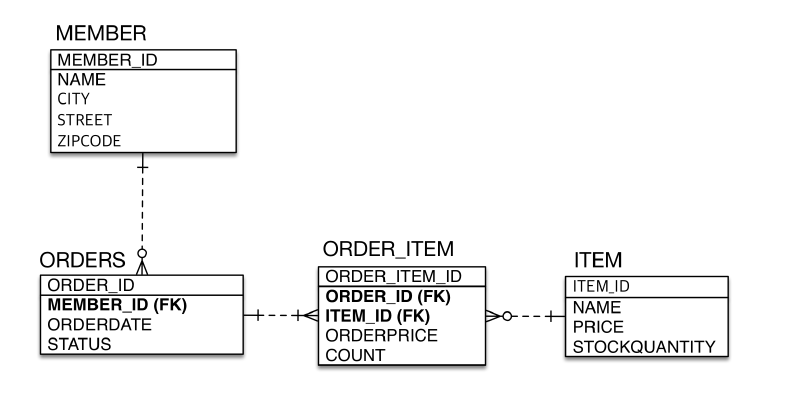 MEMBER
MEMBER_ID
NAME
CITY
STREET
ZIPCODE
ORDERS
ORDER_ID
MEMBER_ID (FK)
ORDERDATE
STATUS
ORDER_ITEM
ORDER_ITEM_ID
ORDER_ID (FK)
ITEM_ID (FK)
ORDERPRICE
COUNT
ITEM
ITEM_ID
NAME
PRICE
STOCKQUANTITY